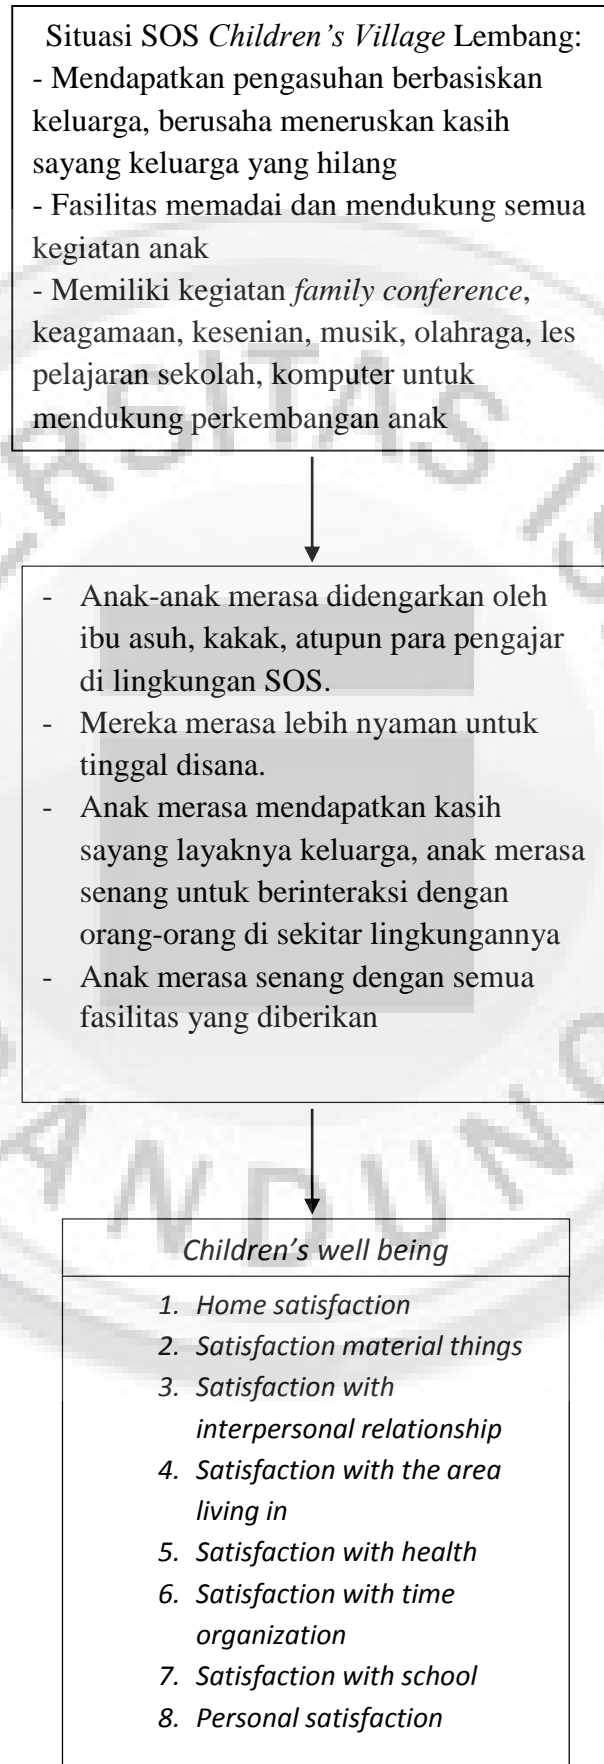 Situasi SOS Children’s Village Lembang:
- Mendapatkan pengasuhan berbasiskan
keluarga, berusaha meneruskan kasih
sayang keluarga yang hilang
- Fasilitas memadai dan mendukung semua
kegiatan anak
- Memiliki kegiatan family conference,
keagamaan, kesenian, musik, olahraga, les
pelajaran sekolah, komputer untuk
mendukung perkembangan anak
- Anak-anak merasa didengarkan oleh
ibu asuh, kakak, atupun para pengajar
di lingkungan SOS.
- Mereka merasa lebih nyaman untuk
tinggal disana.
- Anak merasa mendapatkan kasih
sayang layaknya keluarga, anak merasa
senang untuk berinteraksi dengan
orang-orang di sekitar lingkungannya
- Anak merasa senang dengan semua
fasilitas yang diberikan
Children’s well being
1. Home satisfaction
2. Satisfaction material things
3. Satisfaction with
interpersonal relationship
4. Satisfaction with the area
living in
5. Satisfaction with health
6. Satisfaction with time
organization
7. Satisfaction with school
8. Personal satisfaction